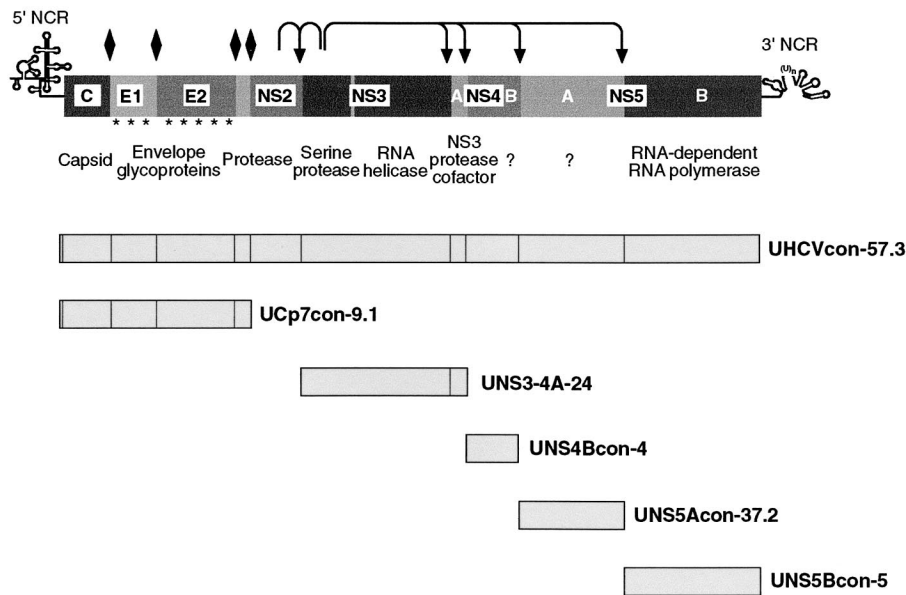 5' NCR
3' NCR
(U)n
C E1 E2 NS2 NS3 A NS4 B A NS5 B
* * * * * * * *
Capsid
Envelope
glycoproteins
Protease
Serine
protease
RNA
helicase
NS3
protease
cofactor
?
?
RNA-dependent
RNA polymerase
UHCVcon-57.3
UCp7con-9.1
UNS3-4A-24
UNS4Bcon-4
UNS5Acon-37.2
UNS5Bcon-5